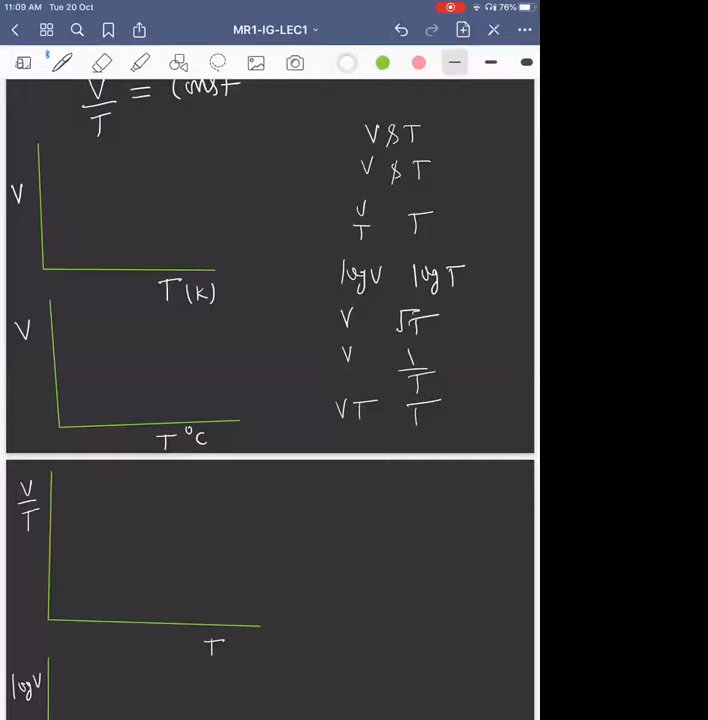 11:09 AM Tue 20 Oct
76%
MR1-IG-LEC1
V/T = Const
V & T
V & T
V/T T
log V log T
V √T
V 1/T
VT T
V
T(K)
V
T °C
V/T
T
log V